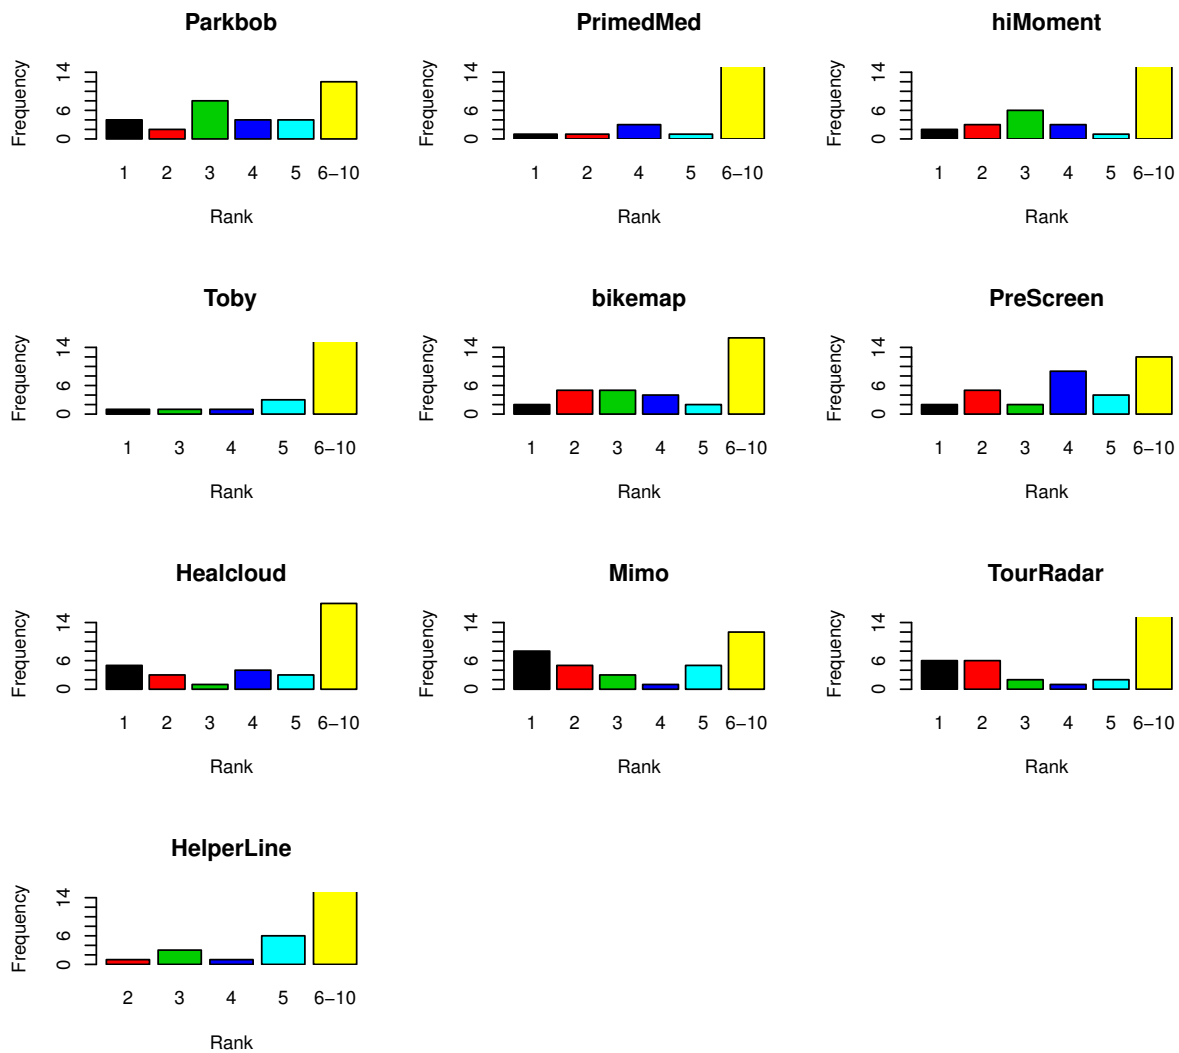 Parkbob
Frequency
0 6 14
1 2 3 4 5 6−10
Rank
PrimedMed
Frequency
0 6 14
1 2 4 5 6−10
Rank
hiMoment
Frequency
0 6 14
1 2 3 4 5 6−10
Rank
Toby
Frequency
0 6 14
1 3 4 5 6−10
Rank
bikemap
Frequency
0 6 14
1 2 3 4 5 6−10
Rank
PreScreen
Frequency
0 6 14
1 2 3 4 5 6−10
Rank
Healcloud
Frequency
0 6 14
1 2 3 4 5 6−10
Rank
Mimo
Frequency
0 6 14
1 2 3 4 5 6−10
Rank
TourRadar
Frequency
0 6 14
1 2 3 4 5 6−10
Rank
HelperLine
Frequency
0 6 14
2 3 4 5 6−10
Rank